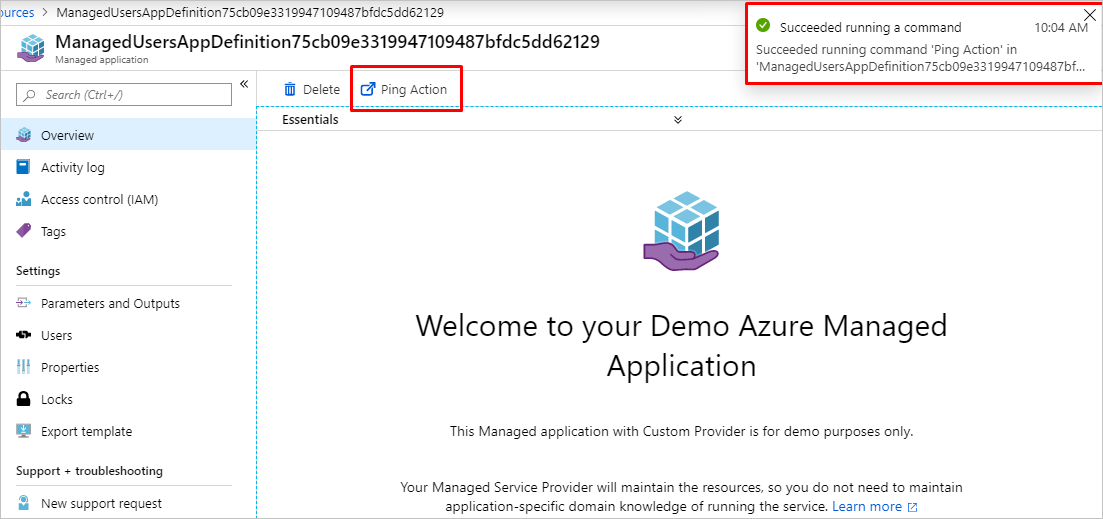 ources > ManagedUsersAppDefinition75cb09e3319947109487bfdc5dd62129
ManagedUsersAppDefinition75cb09e3319947109487bfdc5dd62129
Managed application
Succeeded running a command 10:04 AM
Succeeded running command 'Ping Action' in
'ManagedUsersAppDefinition75cb09e3319947109487bf...
Search (Ctrl+/)
«
Overview
Activity log
Access control (IAM)
Tags
Settings
Parameters and Outputs
Users
Properties
Locks
Export template
Support + troubleshooting
New support request
Delete Ping Action
Essentials
Welcome to your Demo Azure Managed
Application
This Managed application with Custom Provider is for demo purposes only.
Your Managed Service Provider will maintain the resources, so you do not need to maintain
application-specific domain knowledge of running the service. Learn more